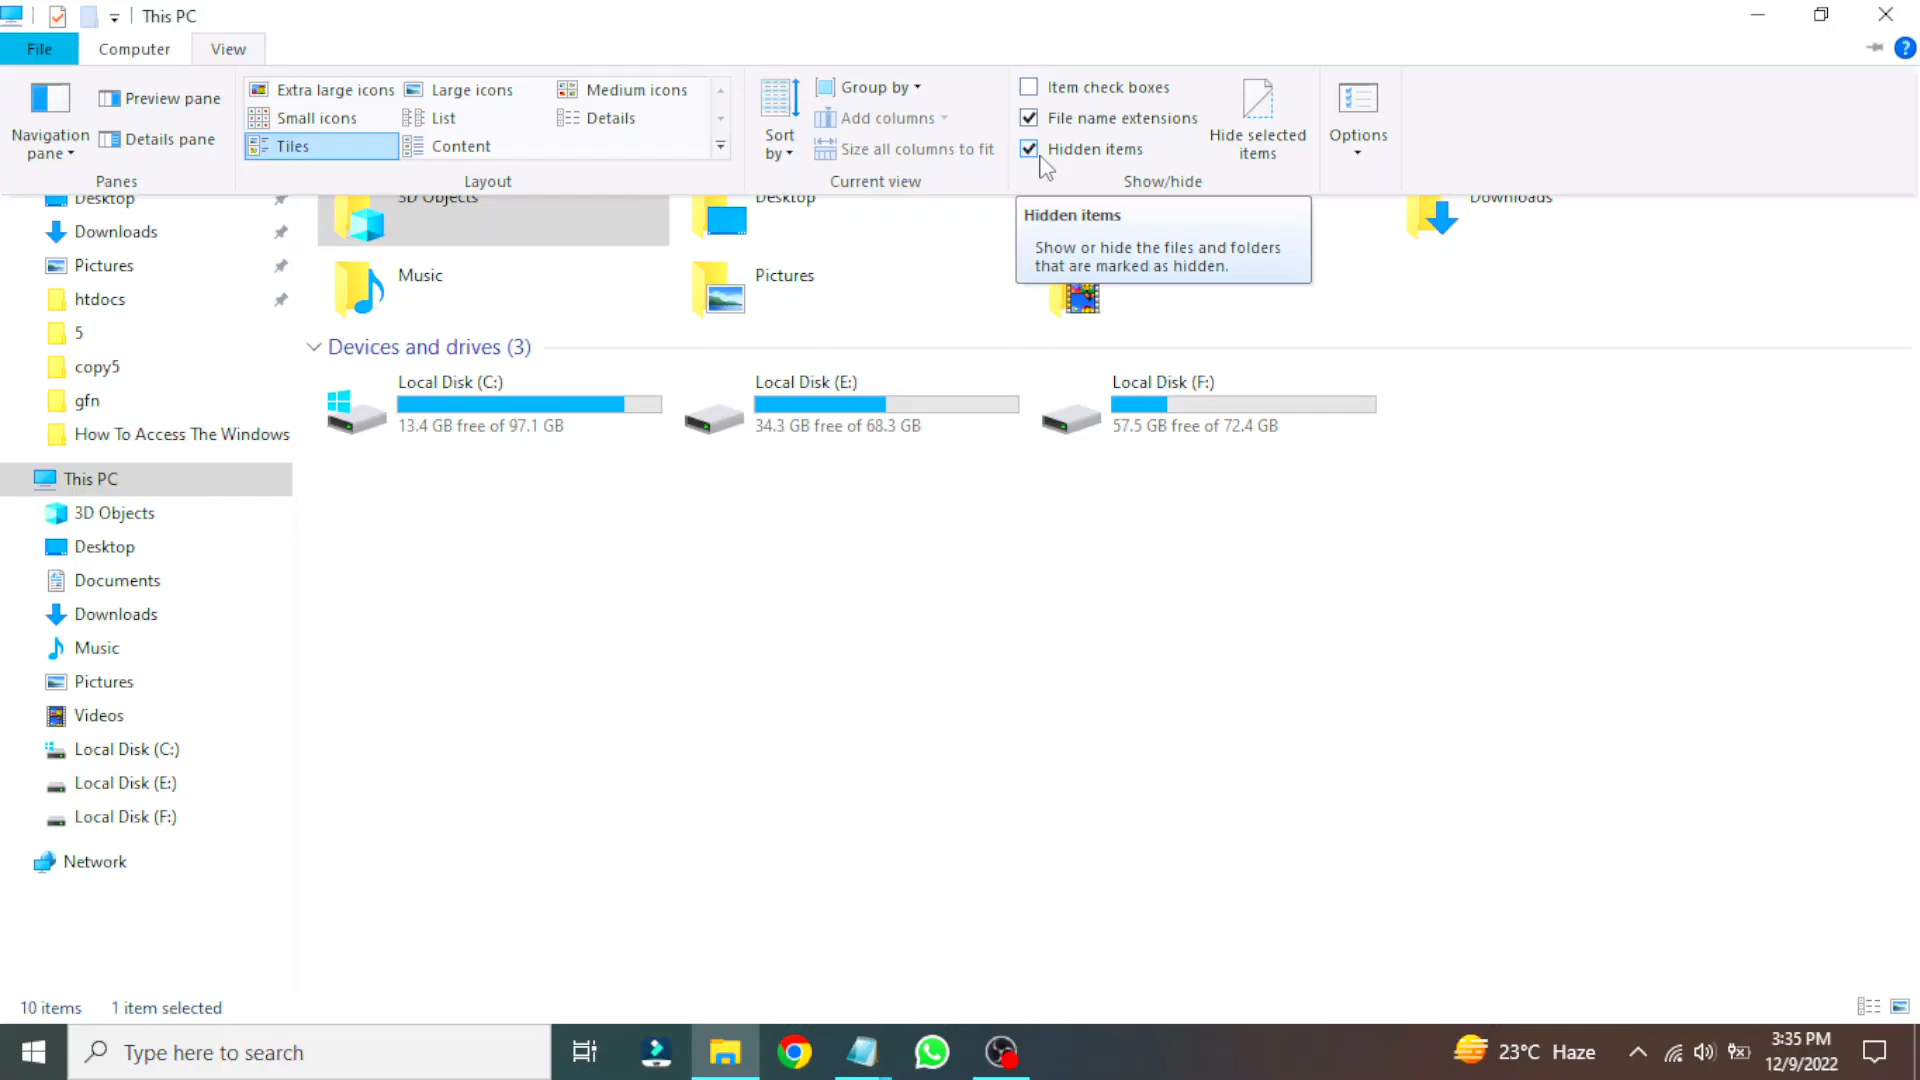 This PC
File
Computer
View
Navigation pane
Preview pane
Details pane
Panes
Extra large icons
Large icons
Medium icons
Small icons
List
Details
Tiles
Content
Layout
Sort by
Group by
Add columns
Size all columns to fit
Current view
Item check boxes
File name extensions
Hidden items
Hide selected items
Show/hide
Options
Hidden items
Show or hide the files and folders
that are marked as hidden.
Desktop
Downloads
Pictures
htdocs
5
copy5
gfn
How To Access The Windows
This PC
3D Objects
Desktop
Documents
Downloads
Music
Pictures
Videos
Local Disk (C:)
Local Disk (E:)
Local Disk (F:)
Network
3D Objects
Desktop
Downloads
Music
Pictures
Devices and drives (3)
Local Disk (C:)
13.4 GB free of 97.1 GB
Local Disk (E:)
34.3 GB free of 68.3 GB
Local Disk (F:)
57.5 GB free of 72.4 GB
10 items
1 item selected
Type here to search
23°C Haze
3:35 PM
12/9/2022